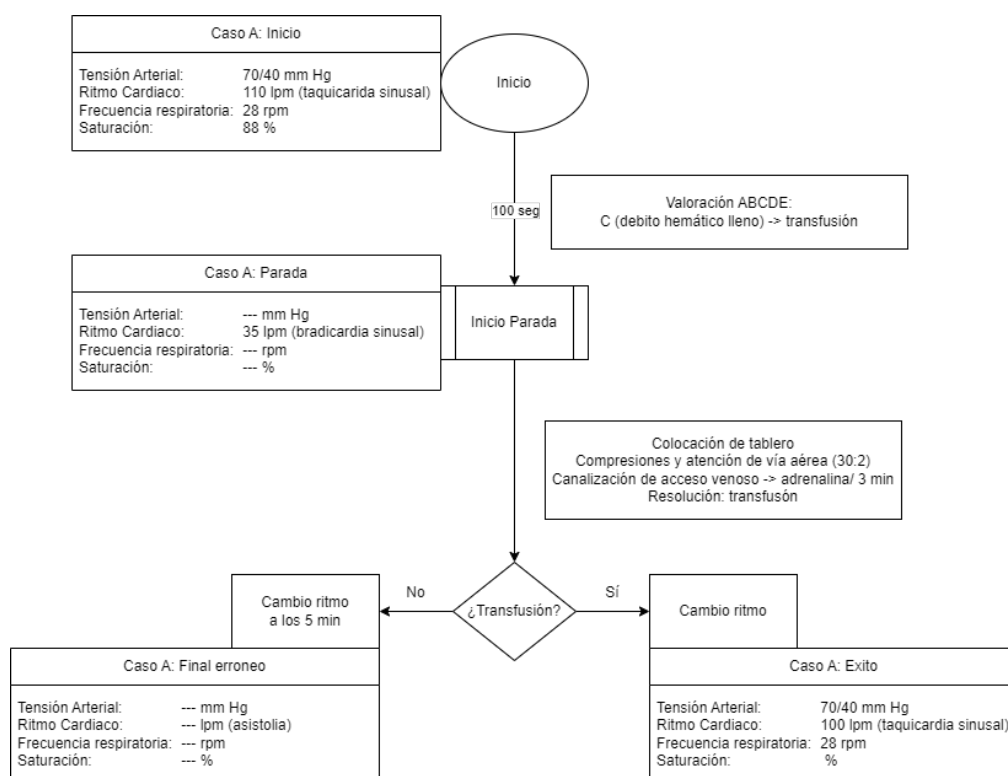 Caso A: Inicio
Tensión Arterial: 70/40 mm Hg
Ritmo Cardiaco: 110 lpm (taquicarida sinusal)
Frecuencia respiratoria: 28 rpm
Saturación: 88 %
Inicio
100 seg
Valoración ABCDE:
C (debito hemático lleno) -> transfusión
Caso A: Parada
Tensión Arterial: --- mm Hg
Ritmo Cardiaco: 35 lpm (bradicardia sinusal)
Frecuencia respiratoria: --- rpm
Saturación: --- %
Inicio Parada
Colocación de tablero
Compresiones y atención de vía aérea (30:2)
Canalización de acceso venoso -> adrenalina/ 3 min
Resolución: transfusón
¿Transfusión?
No
Sí
Cambio ritmo
a los 5 min
Caso A: Final erroneo
Tensión Arterial: --- mm Hg
Ritmo Cardiaco: --- lpm (asistolia)
Frecuencia respiratoria: --- rpm
Saturación: --- %
Cambio ritmo
Caso A: Exito
Tensión Arterial: 70/40 mm Hg
Ritmo Cardiaco: 100 lpm (taquicardia sinusal)
Frecuencia respiratoria: 28 rpm
Saturación: %